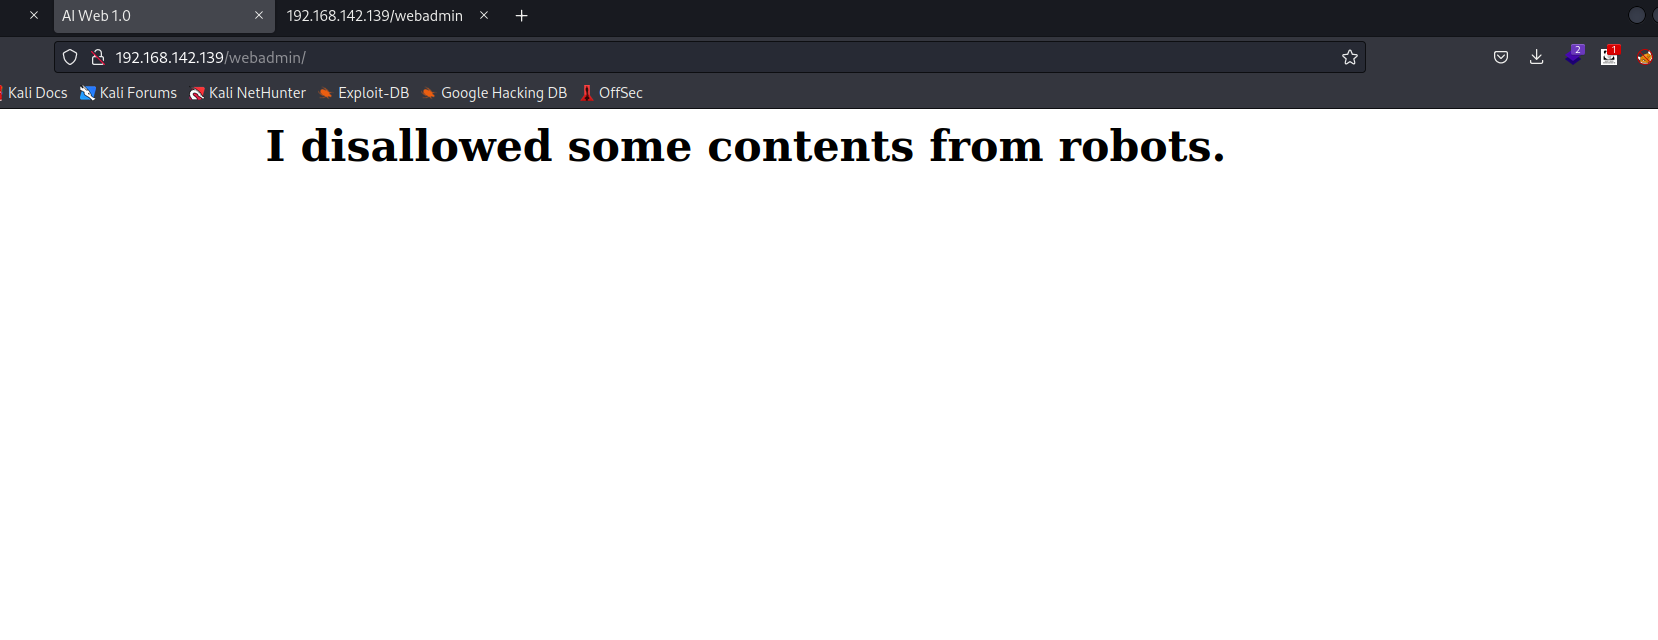 AI Web 1.0
192.168.142.139/webadmin
192.168.142.139/webadmin/
2
1
Kali Docs Kali Forums Kali NetHunter Exploit-DB Google Hacking DB OffSec
I disallowed some contents from robots.